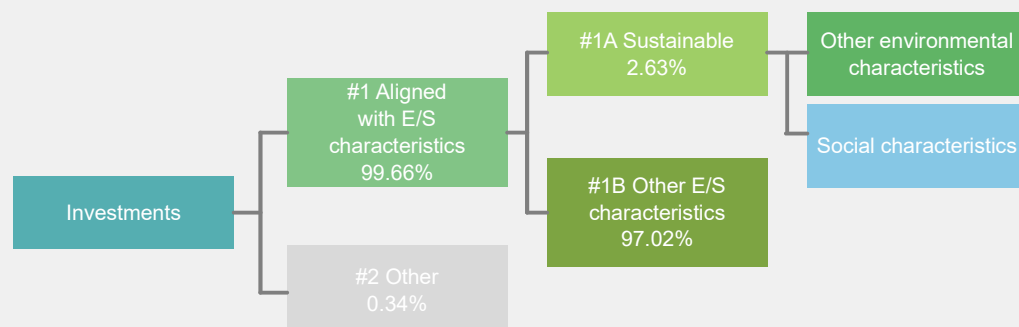 Investments
#1 Aligned
with E/S
characteristics
99.66%
#2 Other
0.34%
#1A Sustainable
2.63%
#1B Other E/S
characteristics
97.02%
Other environmental
characteristics
Social characteristics